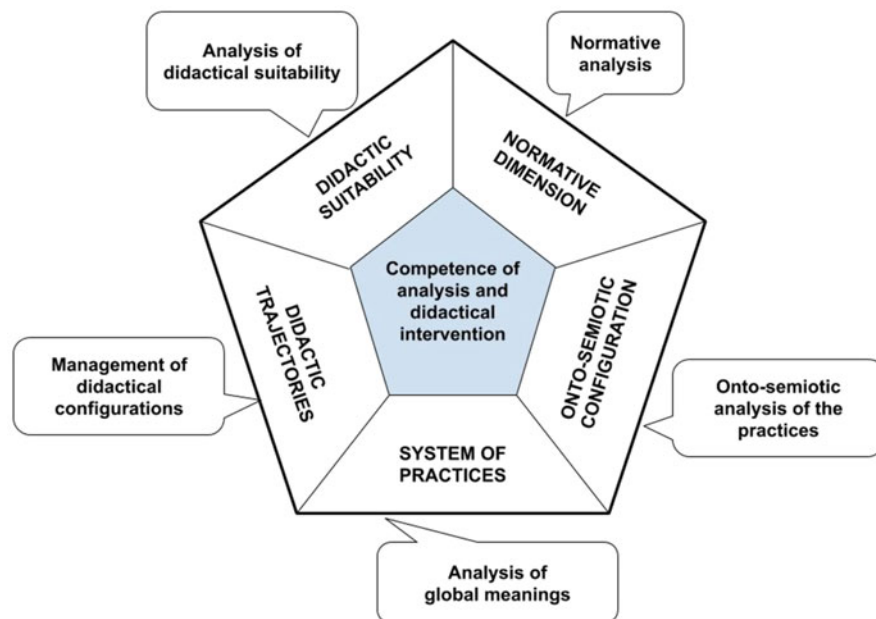 Analysis of
didactical suitability
Normative
analysis
DIDACTIC
SUITABILITY
NORMATIVE
DIMENSION
Competence of
analysis and
didactical
intervention
DIDACTIC
TRAJECTORIES
ONTO-SEMIOTIC
CONFIGURATION
Management of
didactical
configurations
Onto-semiotic
analysis of the
practices
SYSTEM OF
PRACTICES
Analysis of
global meanings